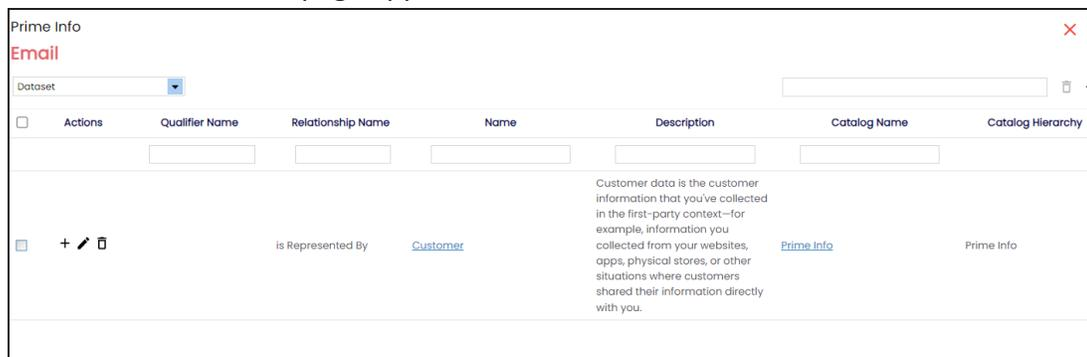 Prime Info
Email
Dataset
Actions Qualifier Name Relationship Name Name Description Catalog Name Catalog Hierarchy
Customer data is the customer
information that you've collected
in the first-party context—for
example, information you
is Represented By Customer collected from your websites, Prime Info Prime Info
apps, physical stores, or other
situations where customers
shared their information directly
with you.